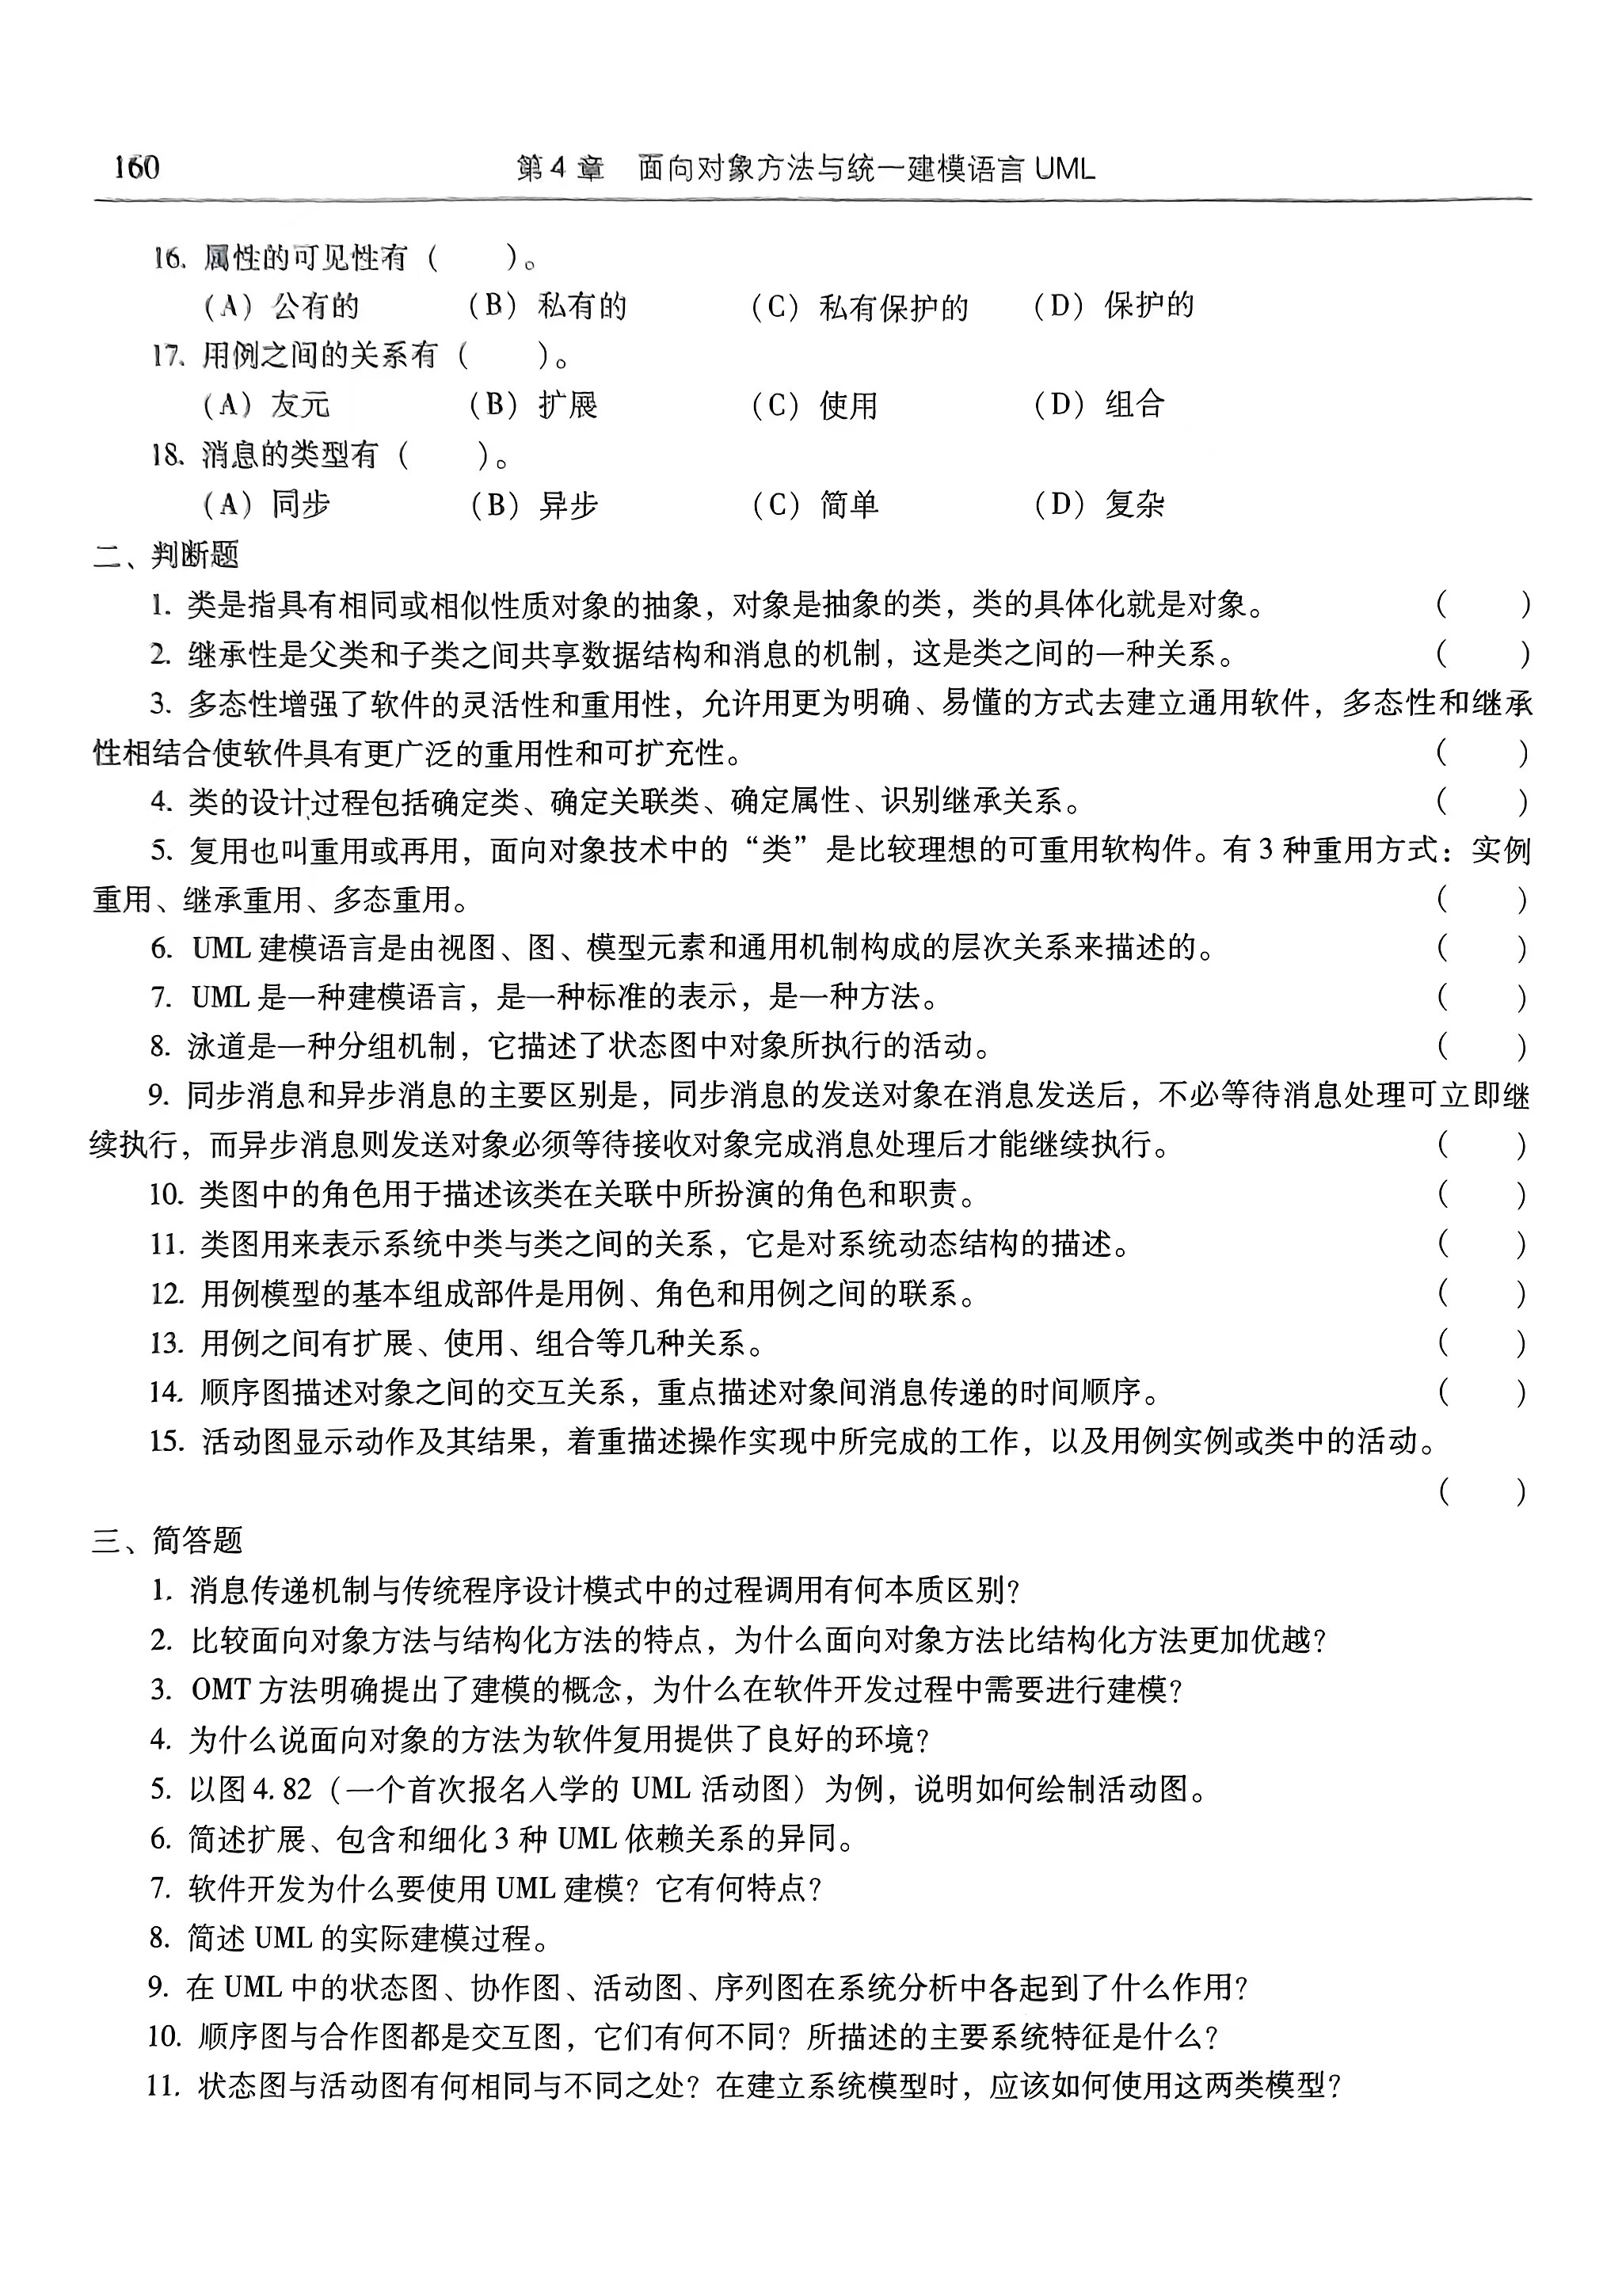 160 第4章 面向对象方法与统一建模语言 UML
16. 属性的可见性有（ ）。
（A）公有的 （B）私有的 （C）私有保护的 （D）保护的
17. 用例之间的关系有（ ）。
（A）友元 （B）扩展 （C）使用 （D）组合
18. 消息的类型有（ ）。
（A）同步 （B）异步 （C）简单 （D）复杂
二、判断题
1. 类是指具有相同或相似性质对象的抽象，对象是抽象的类，类的具体化就是对象。 （ ）
2. 继承性是父类和子类之间共享数据结构和消息的机制，这是类之间的一种关系。 （ ）
3. 多态性增强了软件的灵活性和重用性，允许用更为明确、易懂的方式去建立通用软件，多态性和继承
性相结合使软件具有更广泛的重用性和可扩充性。 （ ）
4. 类的设计过程包括确定类、确定关联类、确定属性、识别继承关系。 （ ）
5. 复用也叫重用或再用，面向对象技术中的“类”是比较理想的可重用软构件。有 3 种重用方式：实例
重用、继承重用、多态重用。 （ ）
6. UML 建模语言是由视图、图、模型元素和通用机制构成的层次关系来描述的。 （ ）
7. UML 是一种建模语言，是一种标准的表示，是一种方法。 （ ）
8. 泳道是一种分组机制，它描述了状态图中对象所执行的活动。 （ ）
9. 同步消息和异步消息的主要区别是，同步消息的发送对象在消息发送后，不必等待消息处理可立即继
续执行，而异步消息则发送对象必须等待接收对象完成消息处理后才能继续执行。 （ ）
10. 类图中的角色用于描述该类在关联中所扮演的角色和职责。 （ ）
11. 类图用来表示系统中类与类之间的关系，它是对系统动态结构的描述。 （ ）
12. 用例模型的基本组成部件是用例、角色和用例之间的联系。 （ ）
13. 用例之间有扩展、使用、组合等几种关系。 （ ）
14. 顺序图描述对象之间的交互关系，重点描述对象间消息传递的时间顺序。 （ ）
15. 活动图显示动作及其结果，着重描述操作实现中所完成的工作，以及用例实例或类中的活动。
（ ）
三、简答题
1. 消息传递机制与传统程序设计模式中的过程调用有何本质区别？
2. 比较面向对象方法与结构化方法的特点，为什么面向对象方法比结构化方法更加优越？
3. OMT 方法明确提出了建模的概念，为什么在软件开发过程中需要进行建模？
4. 为什么说面向对象的方法为软件复用提供了良好的环境？
5. 以图 4.82（一个首次报名入学的 UML 活动图）为例，说明如何绘制活动图。
6. 简述扩展、包含和细化 3 种 UML 依赖关系的异同。
7. 软件开发为什么要使用 UML 建模？它有何特点？
8. 简述 UML 的实际建模过程。
9. 在 UML 中的状态图、协作图、活动图、序列图在系统分析中各起到了什么作用？
10. 顺序图与合作图都是交互图，它们有何不同？所描述的主要系统特征是什么？
11. 状态图与活动图有何相同与不同之处？在建立系统模型时，应该如何使用这两类模型？